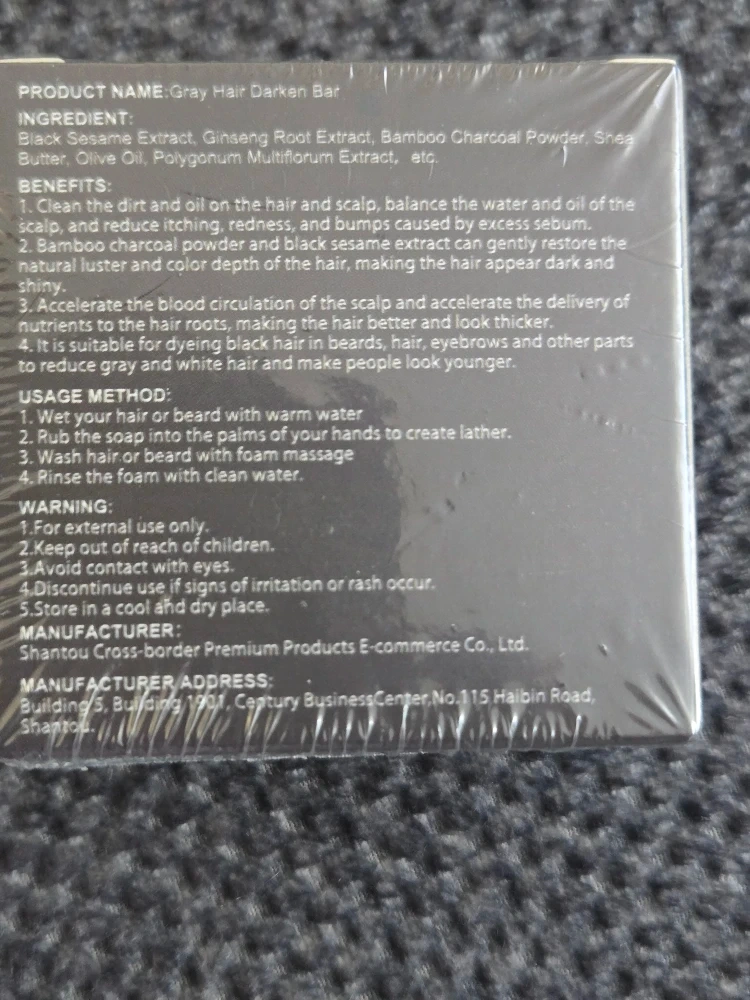 PRODUCT NAME:Gray Hair Darken Bar
INGREDIENT:
Black Sesame Extract, Ginseng Root Extract, Bamboo Charcoal Powder, Shea
Butter, Olive Oil, Polygonum Multiflorum Extract, etc.
BENEFITS:
1. Clean the dirt and oil on the hair and scalp, balance the water and oil of the
scalp, and reduce itching, redness, and bumps caused by excess sebum.
2. Bamboo charcoal powder and black sesame extract can gently restore the
natural luster and color depth of the hair, making the hair appear dark and
shiny.
3. Accelerate the blood circulation of the scalp and accelerate the delivery of
nutrients to the hair roots, making the hair better and look thicker.
4. It is suitable for dyeing black hair in beards, hair, eyebrows and other parts
to reduce gray and white hair and make people look younger.
USAGE METHOD:
1. Wet your hair or beard with warm water
2. Rub the soap into the palms of your hands to create lather.
3. Wash hair or beard with foam massage
4. Rinse the foam with clean water.
WARNING:
1.For external use only.
2.Keep out of reach of children.
3.Avoid contact with eyes.
4.Discontinue use if signs of irritation or rash occur.
5.Store in a cool and dry place.
MANUFACTURER:
Shantou Cross-border Premium Products E-commerce Co., Ltd.
MANUFACTURER ADDRESS:
Building 5, Building 1901, Century BusinessCenter,No.115 Haibin Road,
Shantou.